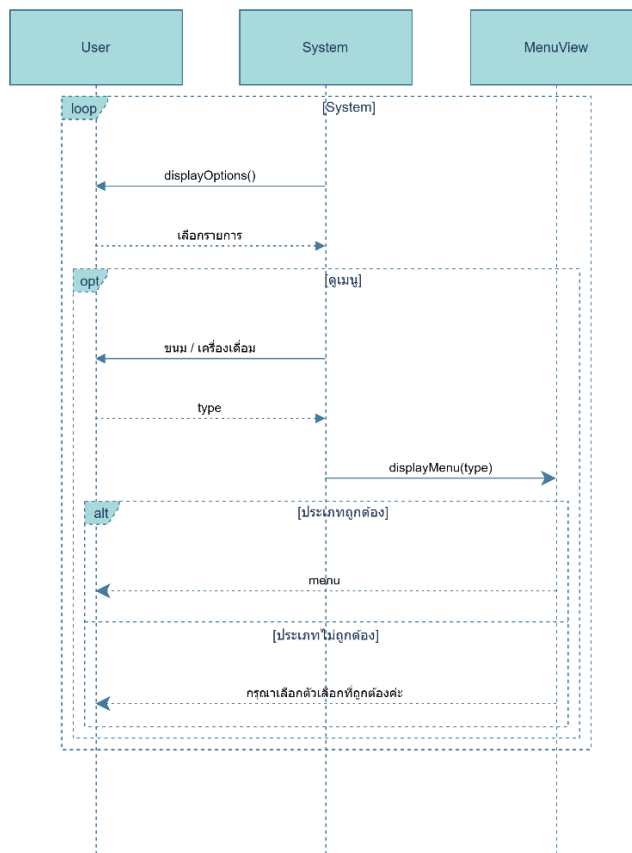 User
System
MenuView
loop
[System]
displayOptions()
เลือกรายการ
opt
[ดูเมนู]
ขนม / เครื่องเดื่อม
type
displayMenu(type)
alt
[ประเภทถูกต้อง]
menu
[ประเภทไม่ถูกต้อง]
กรุณาเลือกตัวเลือกที่ถูกต้องค่ะ